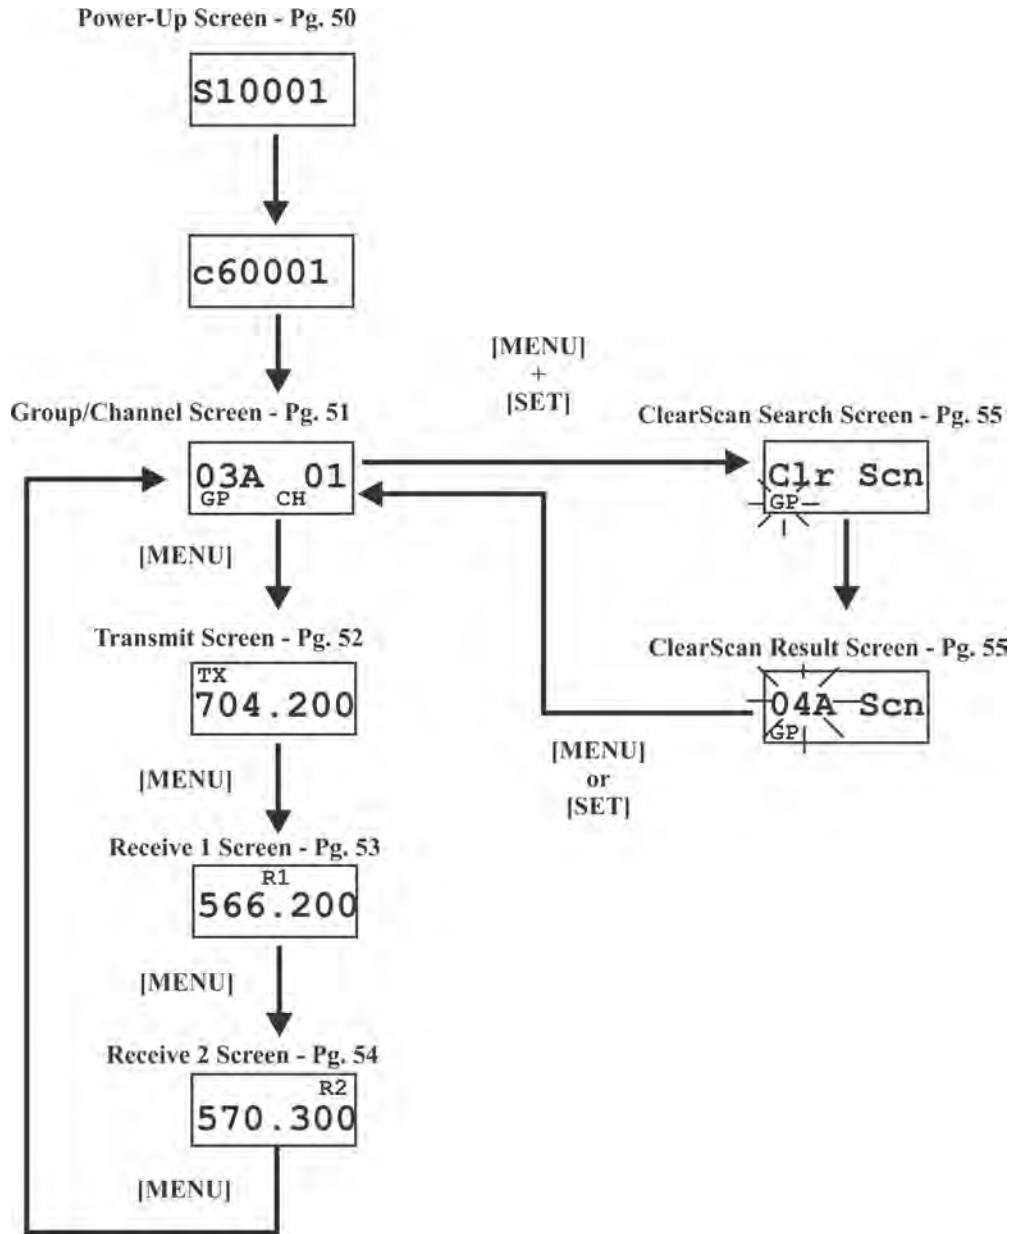 Power-Up Screen - Pg. 50
S10001
c60001
[MENU]
+
[SET]
Group/Channel Screen - Pg. 51
ClearScan Search Screen - Pg. 55
03A 01
GP CH
Clr Scn
GP
[MENU]
Transmit Screen - Pg. 52
ClearScan Result Screen - Pg. 55
TX
704.200
04A Scn
GP
[MENU]
or
[SET]
[MENU]
Receive 1 Screen - Pg. 53
R1
566.200
[MENU]
Receive 2 Screen - Pg. 54
R2
570.300
[MENU]